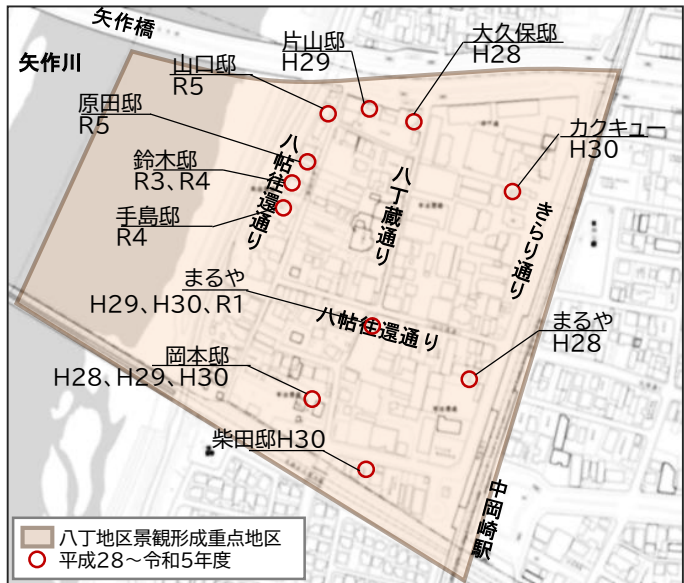 矢作橋
矢作川
片山邸
H29
大久保邸
H28
山口邸
R5
原田邸
R5
カクキュー
H30
鈴木邸
R3、R4
手島邸
R4
八帖往還通り
八丁蔵通り
きらり通り
まるや
H29、H30、R1
八帖往還通り
まるや
H28
岡本邸
H28、H29、H30
柴田邸H30
中岡崎駅
八丁地区景観形成重点地区
平成28～令和5年度